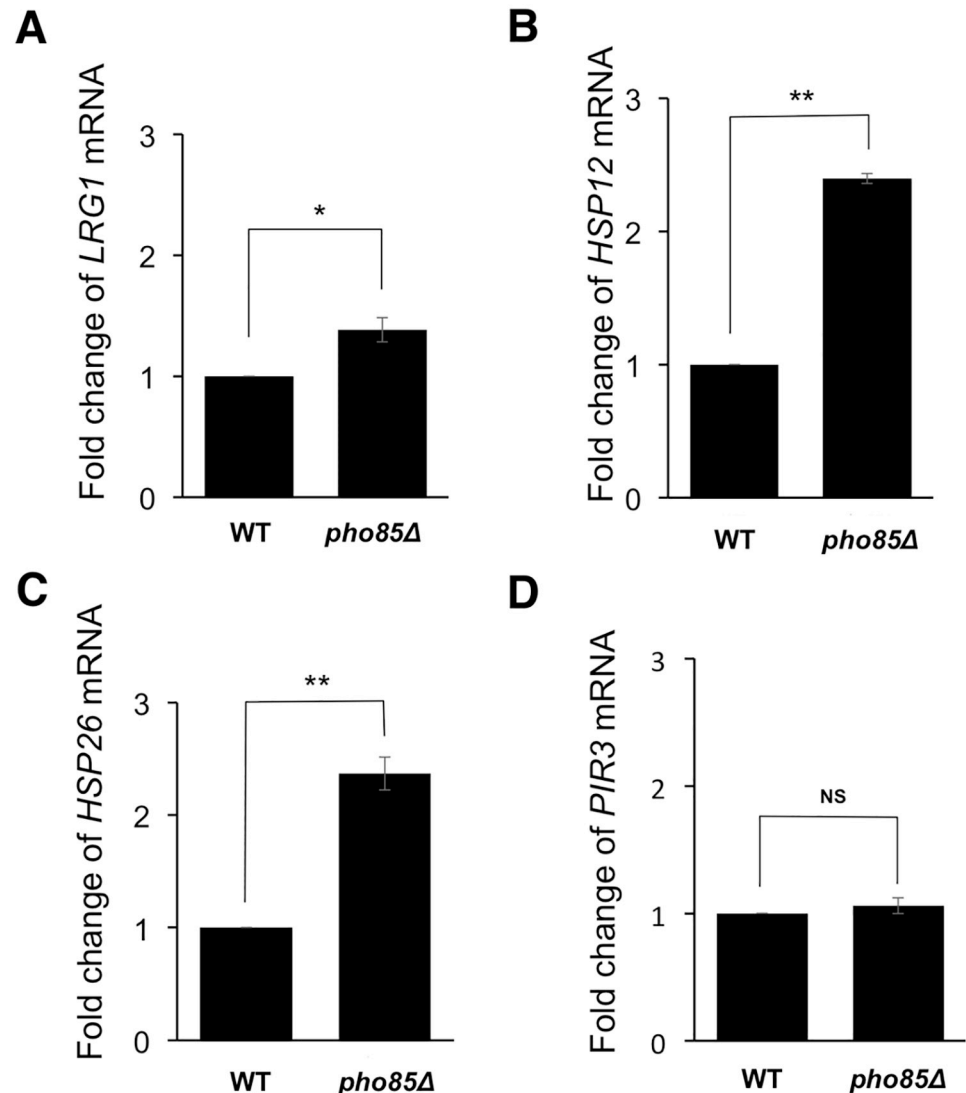 A
Fold change of LRG1 mRNA
3
2
1
0
*
WT pho85Δ
B
Fold change of HSP12 mRNA
3
2
1
0
**
WT pho85Δ
C
Fold change of HSP26 mRNA
3
2
1
0
**
WT pho85Δ
D
Fold change of PIR3 mRNA
3
2
1
0
NS
WT pho85Δ